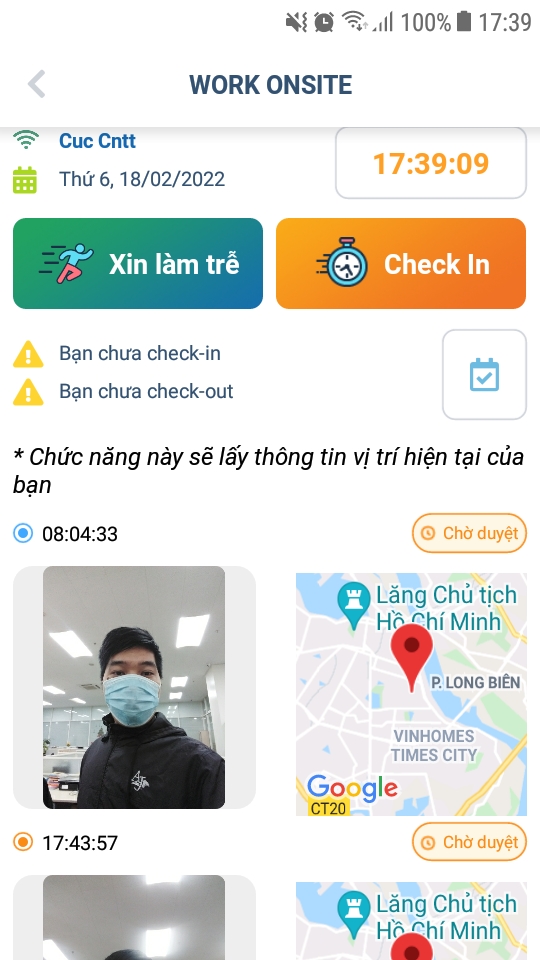 100% 17:39
WORK ONSITE
Cuc Cntt
Thứ 6, 18/02/2022
17:39:09
Xin làm trễ
Check In
Bạn chưa check-in
Bạn chưa check-out
* Chức năng này sẽ lấy thông tin vị trí hiện tại của
bạn
08:04:33
Chờ duyệt
Lăng Chủ tịch
Hồ Chí Minh
P. LONG BIÊN
VINHOMES
TIMES CITY
Google
CT20
17:43:57
Chờ duyệt
Lăng Chủ tịch
Hồ Chí Minh